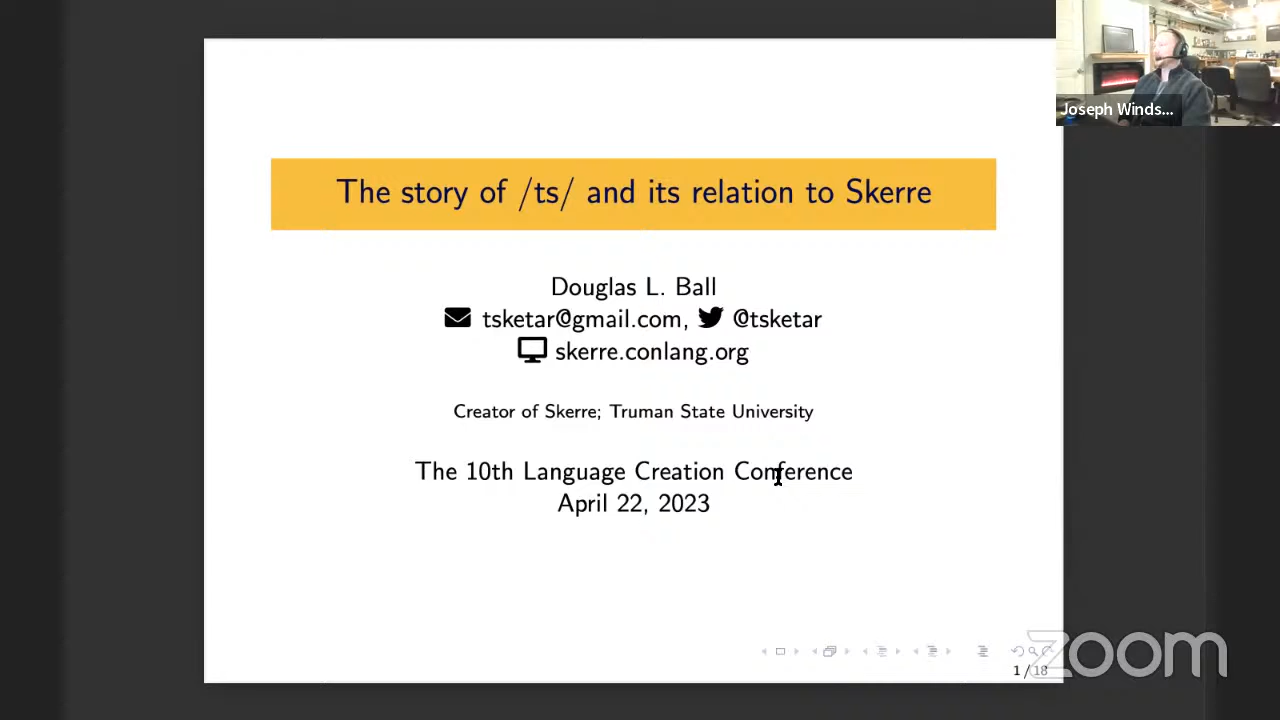 Joseph Winds...
The story of /ts/ and its relation to Skerre
Douglas L. Ball
tsketar@gmail.com, @tsketar
skerre.conlang.org
Creator of Skerre; Truman State University
The 10th Language Creation Conference
April 22, 2023
1 / 18
zoom